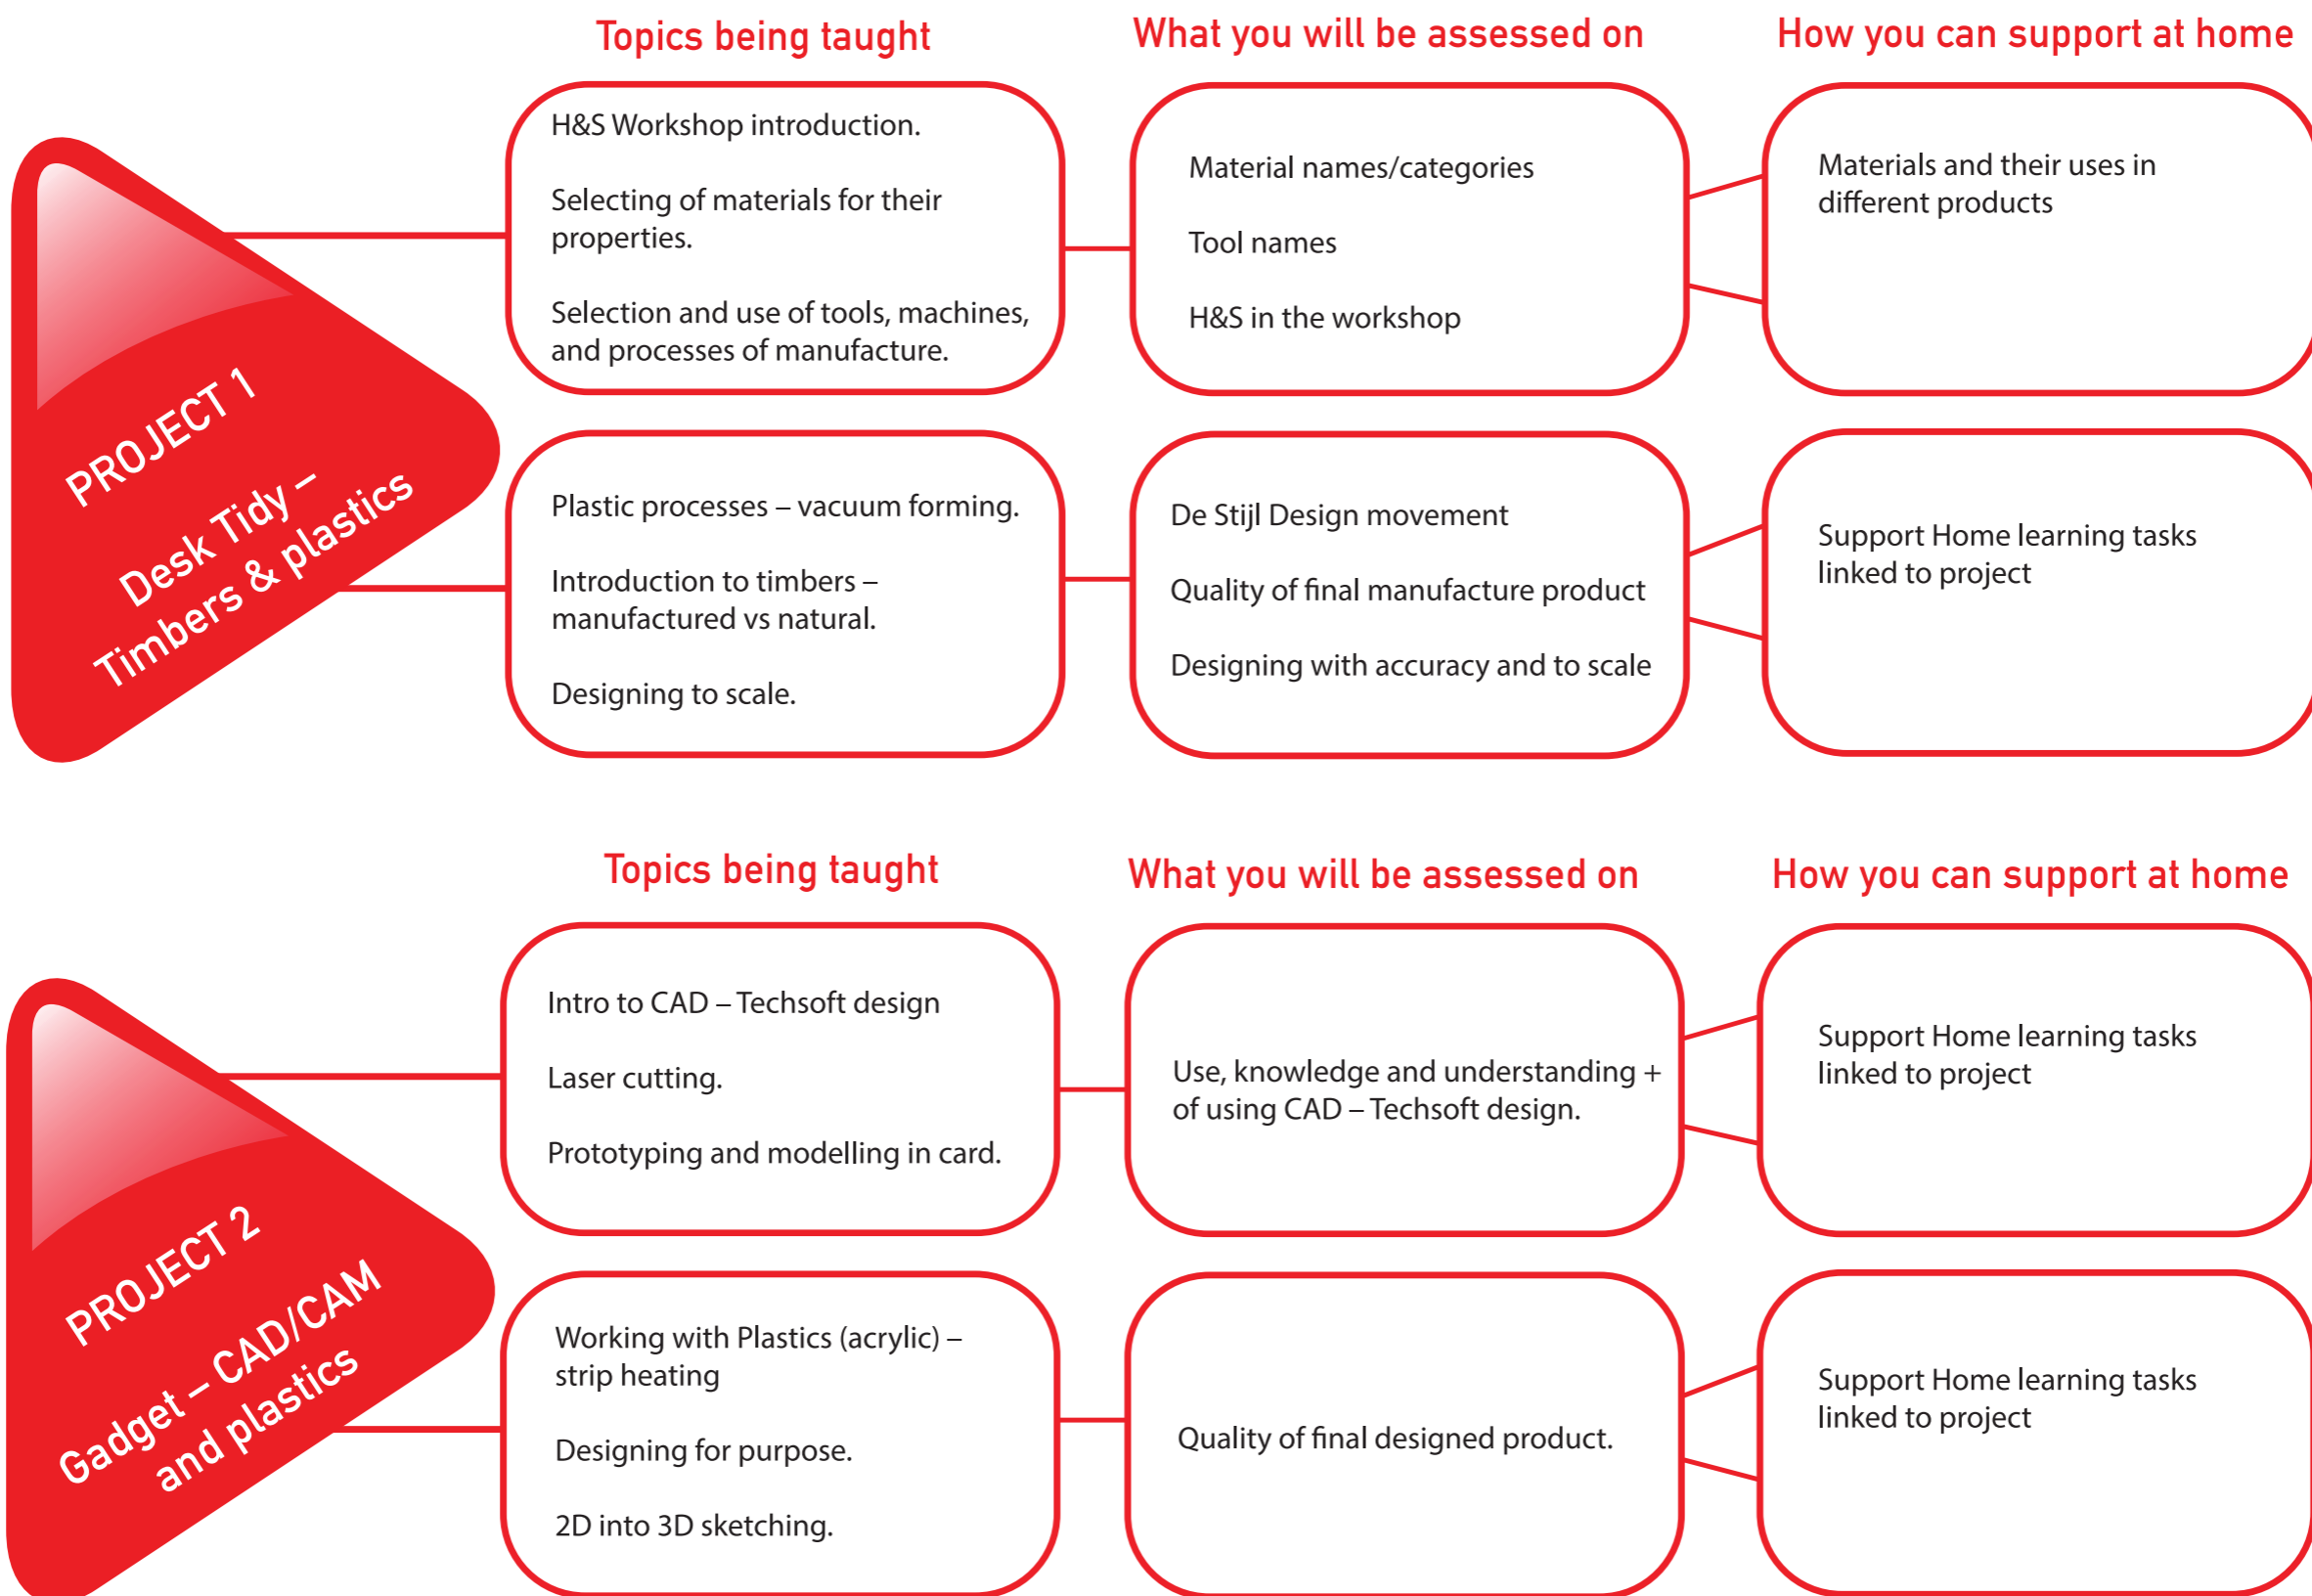 Topics being taught
What you will be assessed on
How you can support at home
PROJECT 1
Desk Tidy –
Timbers & plastics
H&S Workshop introduction.
Selecting of materials for their
properties.
Selection and use of tools, machines,
and processes of manufacture.
Material names/categories
Tool names
H&S in the workshop
Materials and their uses in
different products
Plastic processes – vacuum forming.
Introduction to timbers –
manufactured vs natural.
Designing to scale.
De Stijl Design movement
Quality of final manufacture product
Designing with accuracy and to scale
Support Home learning tasks
linked to project
Topics being taught
What you will be assessed on
How you can support at home
PROJECT 2
Gadget – CAD/CAM
and plastics
Intro to CAD – Techsoft design
Laser cutting.
Prototyping and modelling in card.
Use, knowledge and understanding +
of using CAD – Techsoft design.
Support Home learning tasks
linked to project
Working with Plastics (acrylic) –
strip heating
Designing for purpose.
2D into 3D sketching.
Quality of final designed product.
Support Home learning tasks
linked to project